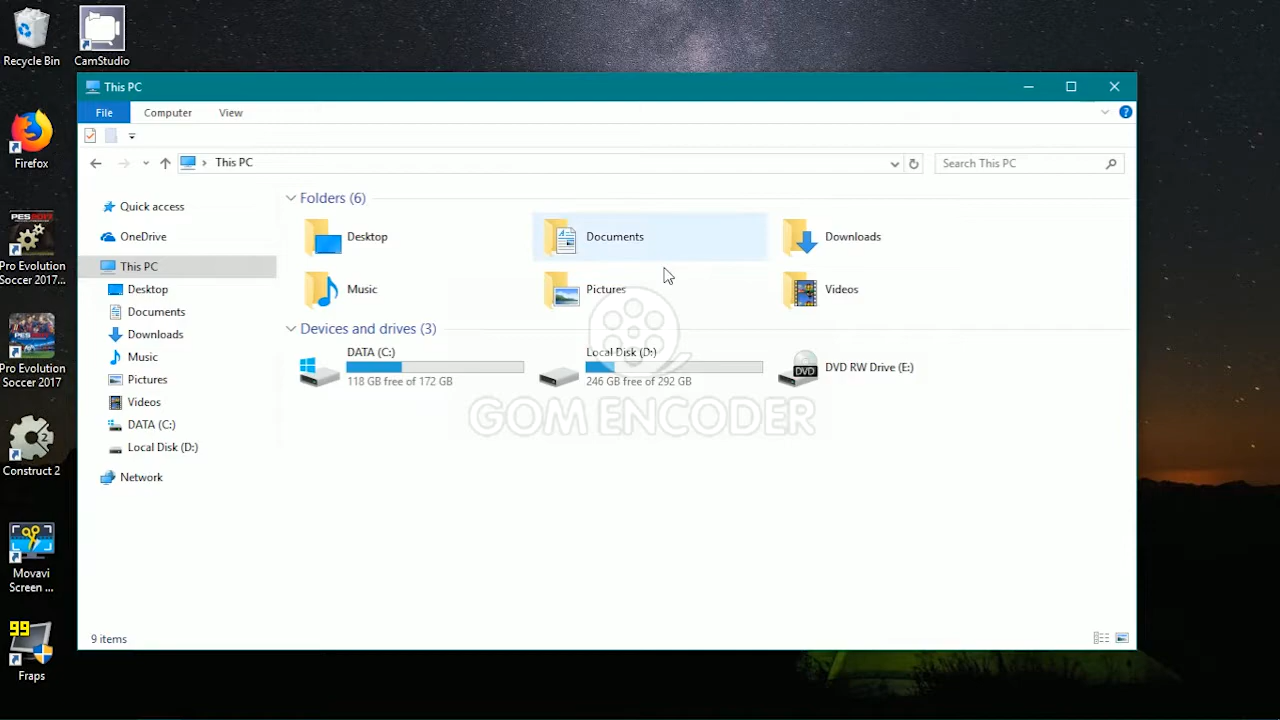 Recycle Bin
CamStudio
Firefox
PES2017
Pro Evolution
Soccer 2017...
Pro Evolution
Soccer 2017
Construct 2
Movavi
Screen ...
99
Fraps
This PC
File Computer View
This PC
Search This PC
Quick access
OneDrive
This PC
Desktop
Documents
Downloads
Music
Pictures
Videos
DATA (C:)
Local Disk (D:)
Network
Folders (6)
Desktop
Documents
Downloads
Music
Pictures
Videos
Devices and drives (3)
DATA (C:)
118 GB free of 172 GB
Local Disk (D:)
246 GB free of 292 GB
DVD
DVD RW Drive (E:)
GOM ENCODER
9 items